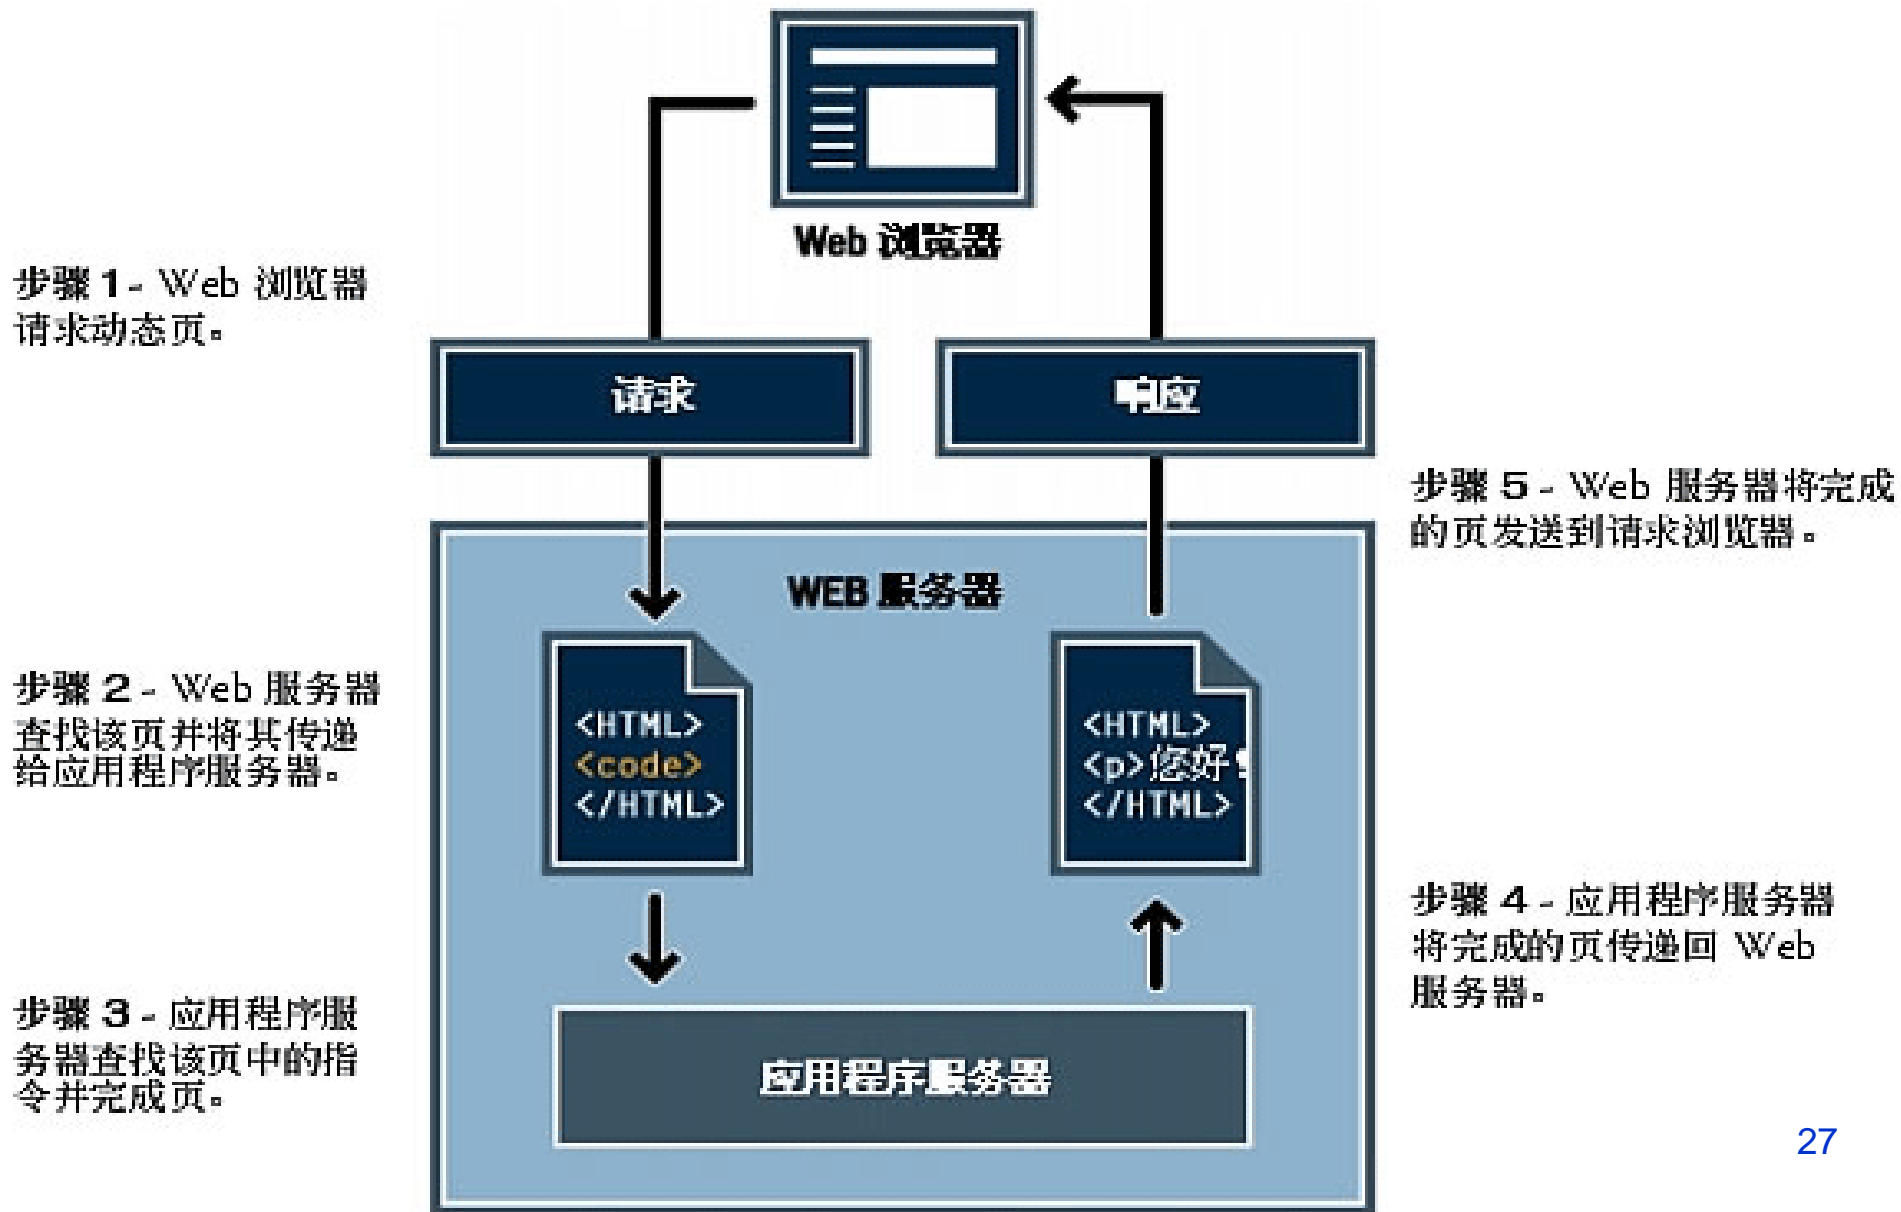 Web 浏览器
步骤 1 - Web 浏览器
请求动态页。
请求
响应
步骤 5 - Web 服务器将完成
的页发送到请求浏览器。
WEB 服务器
步骤 2 - Web 服务器
查找该页并将其传递
给应用程序服务器。
<HTML>
<code>
</HTML>
<HTML>
<p>您好!
</HTML>
步骤 4 - 应用程序服务器
将完成的页传递回 Web
服务器。
步骤 3 - 应用程序服
务器查找该页中的指
令并完成页。
应用程序服务器
27